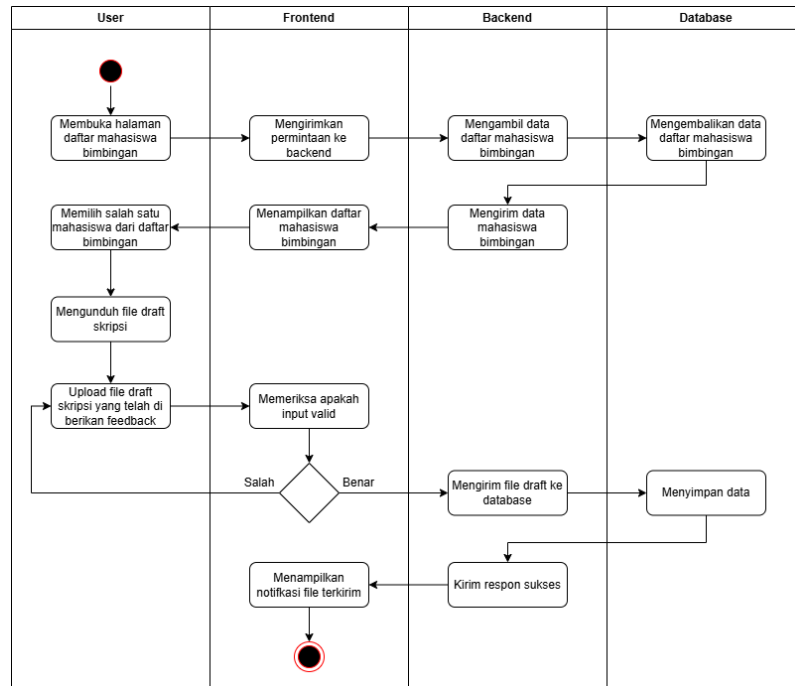 User
Frontend
Backend
Database
Membuka halaman
daftar mahasiswa
bimbingan
Mengirimkan
permintaan ke
backend
Mengambil data
daftar mahasiswa
bimbingan
Mengembalikan data
daftar mahasiswa
bimbingan
Memilih salah satu
mahasiswa dari daftar
bimbingan
Menampilkan daftar
mahasiswa
bimbingan
Mengirim data
mahasiswa
bimbingan
Mengunduh file draft
skripsi
Upload file draft
skripsi yang telah di
berikan feedback
Memeriksa apakah
input valid
Salah
Benar
Mengirim file draft ke
database
Menyimpan data
Menampilkan
notifkasi file terkirim
Kirim respon sukses